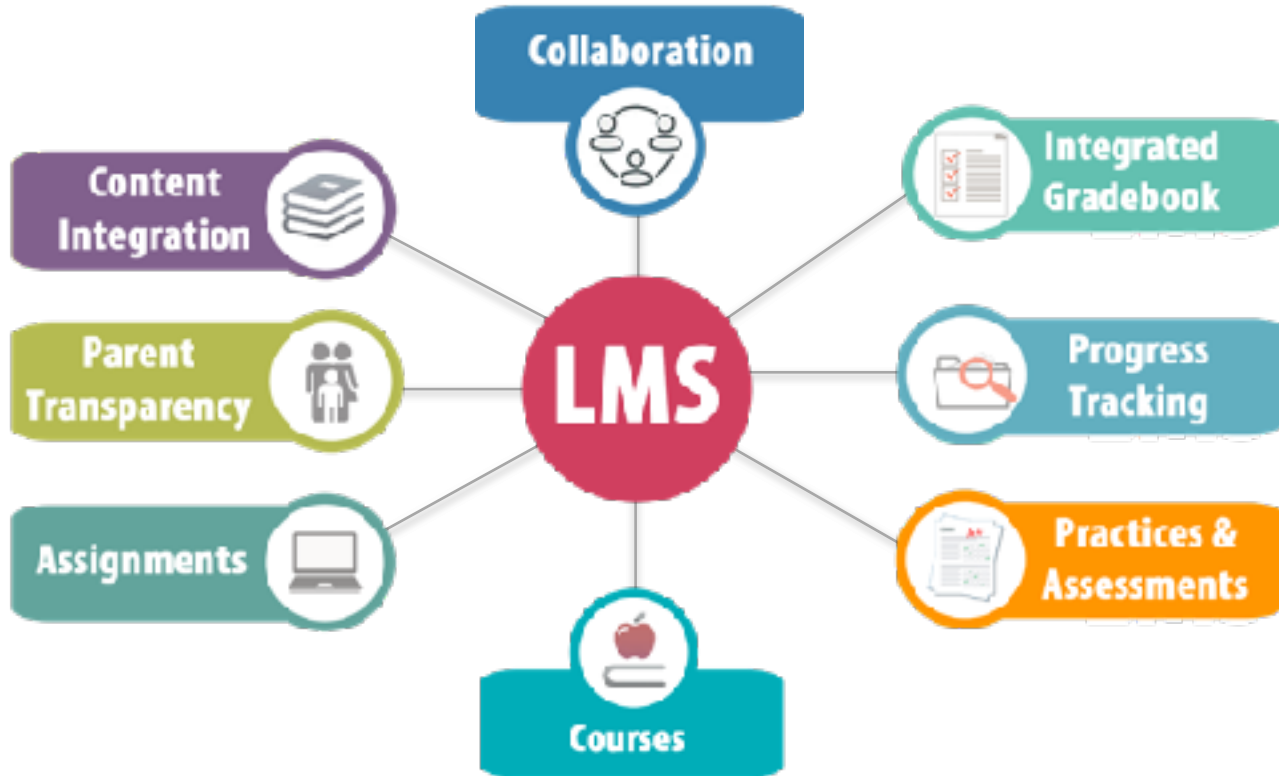 Collaboration
Content
Integration
Integrated
Gradebook
Parent
Transparency
LMS
Progress
Tracking
Assignments
Practices &
Assessments
Courses